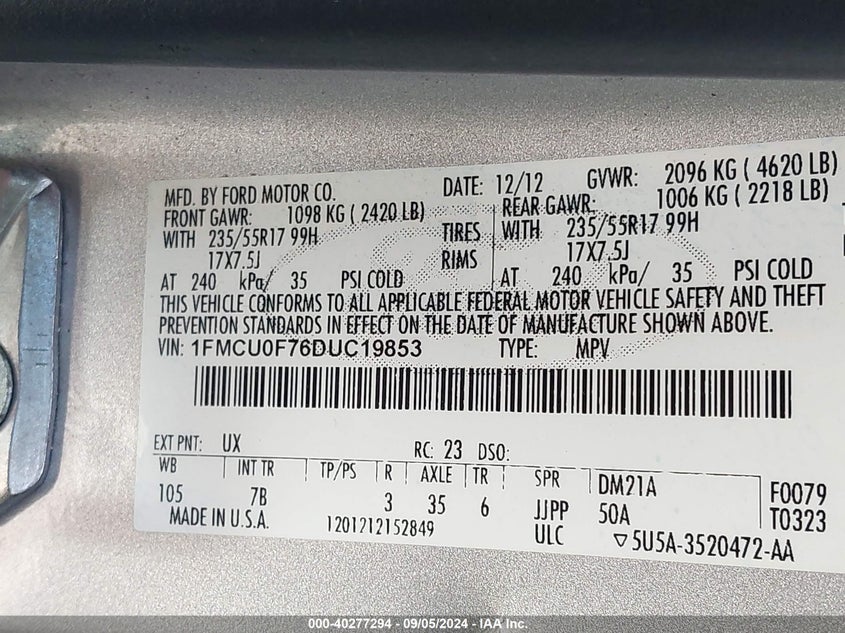 MFD. BY FORD MOTOR CO. DATE: 12/12 GVWR: 2096 KG ( 4620 LB)
FRONT GAWR: 1098 KG ( 2420 LB) REAR GAWR: 1006 KG ( 2218 LB)
WITH 235/55R17 99H TIRES WITH 235/55R17 99H
17X7.5J RIMS 17X7.5J
AT 240 kPa/ 35 PSI COLD AT 240 kPa/ 35 PSI COLD
THIS VEHICLE CONFORMS TO ALL APPLICABLE FEDERAL MOTOR VEHICLE SAFETY AND THEFT
PREVENTION STANDARDS IN EFFECT ON THE DATE OF MANUFACTURE SHOWN ABOVE.
VIN: 1FMCU0F76DUC19853 TYPE: MPV
EXT PNT: UX RC: 23 DSO:
WB INT TR TP/PS R AXLE TR SPR DM21A F0079
105 7B 3 35 6 JJPP 50A T0323
MADE IN U.S.A. 1201212152849 ULC ▽5U5A-3520472-AA
000-40277294 - 09/05/2024 - IAA Inc.